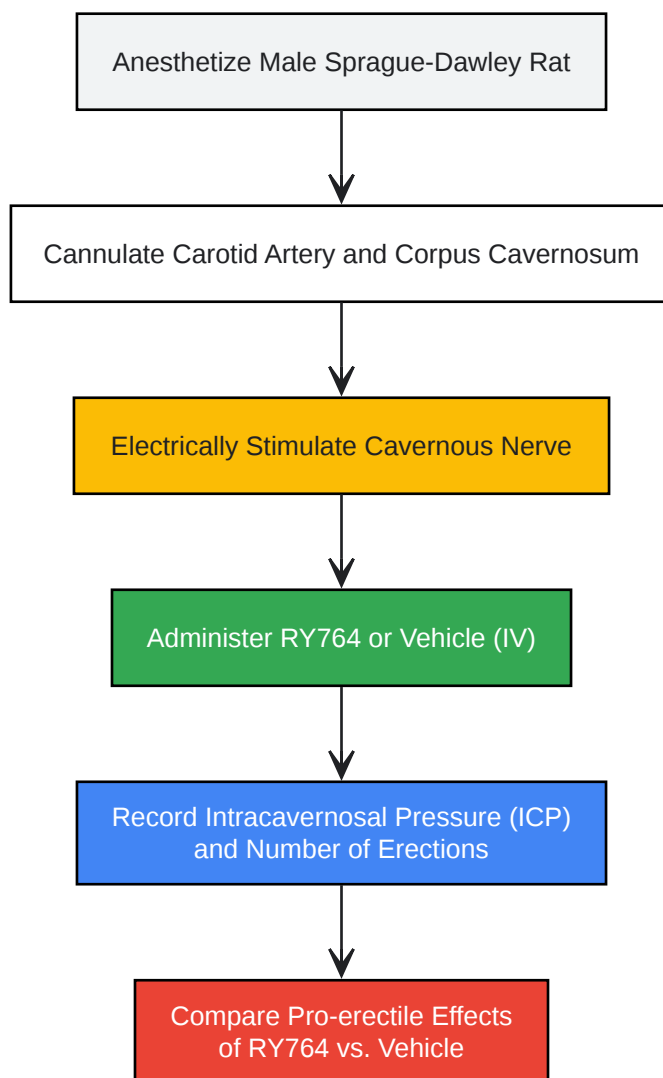 Anesthetize Male Sprague-Dawley Rat
Cannulate Carotid Artery and Corpus Cavernosum
Electrically Stimulate Cavernous Nerve
Administer RY764 or Vehicle (IV)
Record Intracavernosal Pressure (ICP)
and Number of Erections
Compare Pro-erectile Effects
of RY764 vs. Vehicle